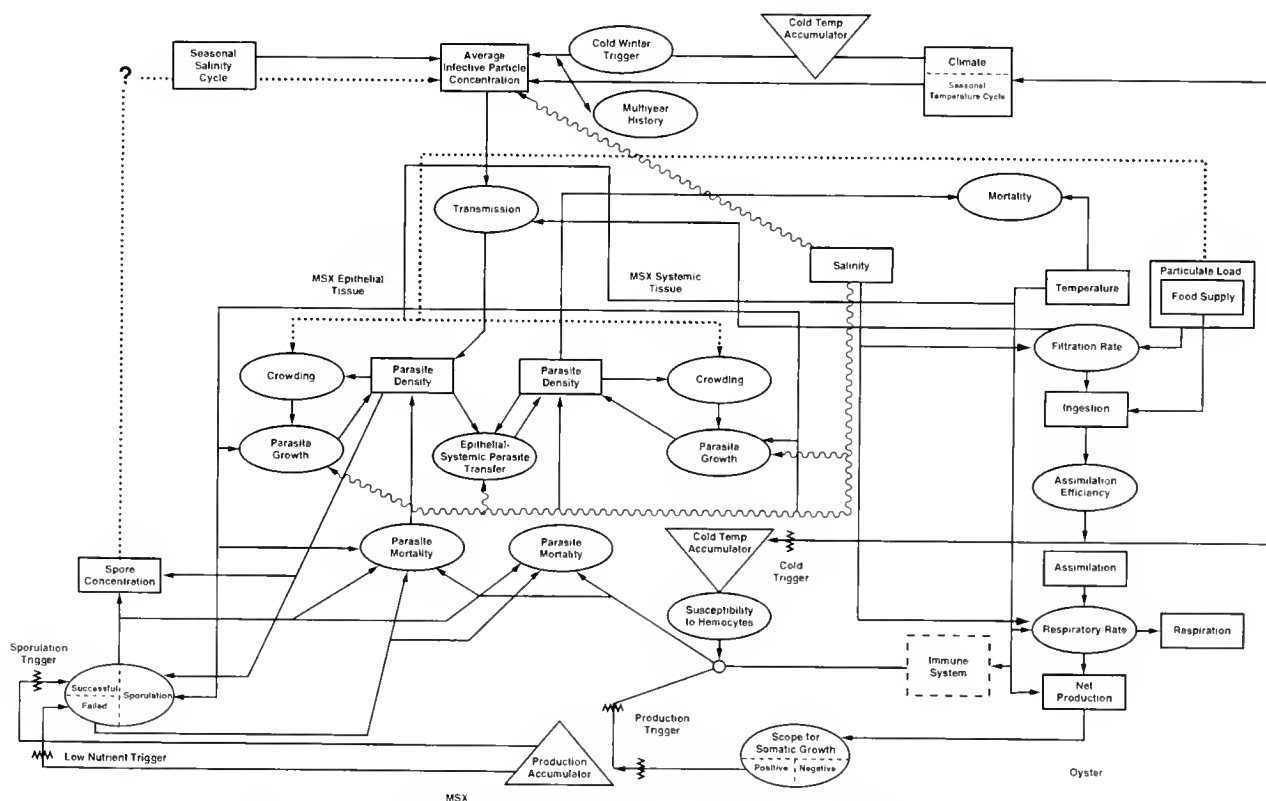 Cold Temp
Accumulator
Seasonal
Salinity
Cycle
Average
Infective Particle
Concentration
Cold Winter
Trigger
Climate
Seasonal
Temperature Cycle
?
Multiyear
History
Transmission
Mortality
Salinity
MSX Epithelial
Tissue
MSX Systemic
Tissue
Temperature
Particulate Load
Food Supply
Filtration Rate
Crowding
Parasite
Density
Parasite
Density
Crowding
Ingestion
Parasite
Growth
Epithelial-
Systemic Parasite
Transfer
Parasite
Growth
Assimilation
Efficiency
Parasite
Mortality
Parasite
Mortality
Cold Temp
Accumulator
Cold
Trigger
Spore
Concentration
Assimilation
Susceptibility
to Hemocytes
Respiratory Rate
Respiration
Sporulation
Trigger
Immune
System
Successful
Sporulation
Failed
Net
Production
Production
Trigger
Low Nutrient Trigger
Production
Accumulator
Scope for
Somatic Growth
Positive
Negative
Oyster
MSX